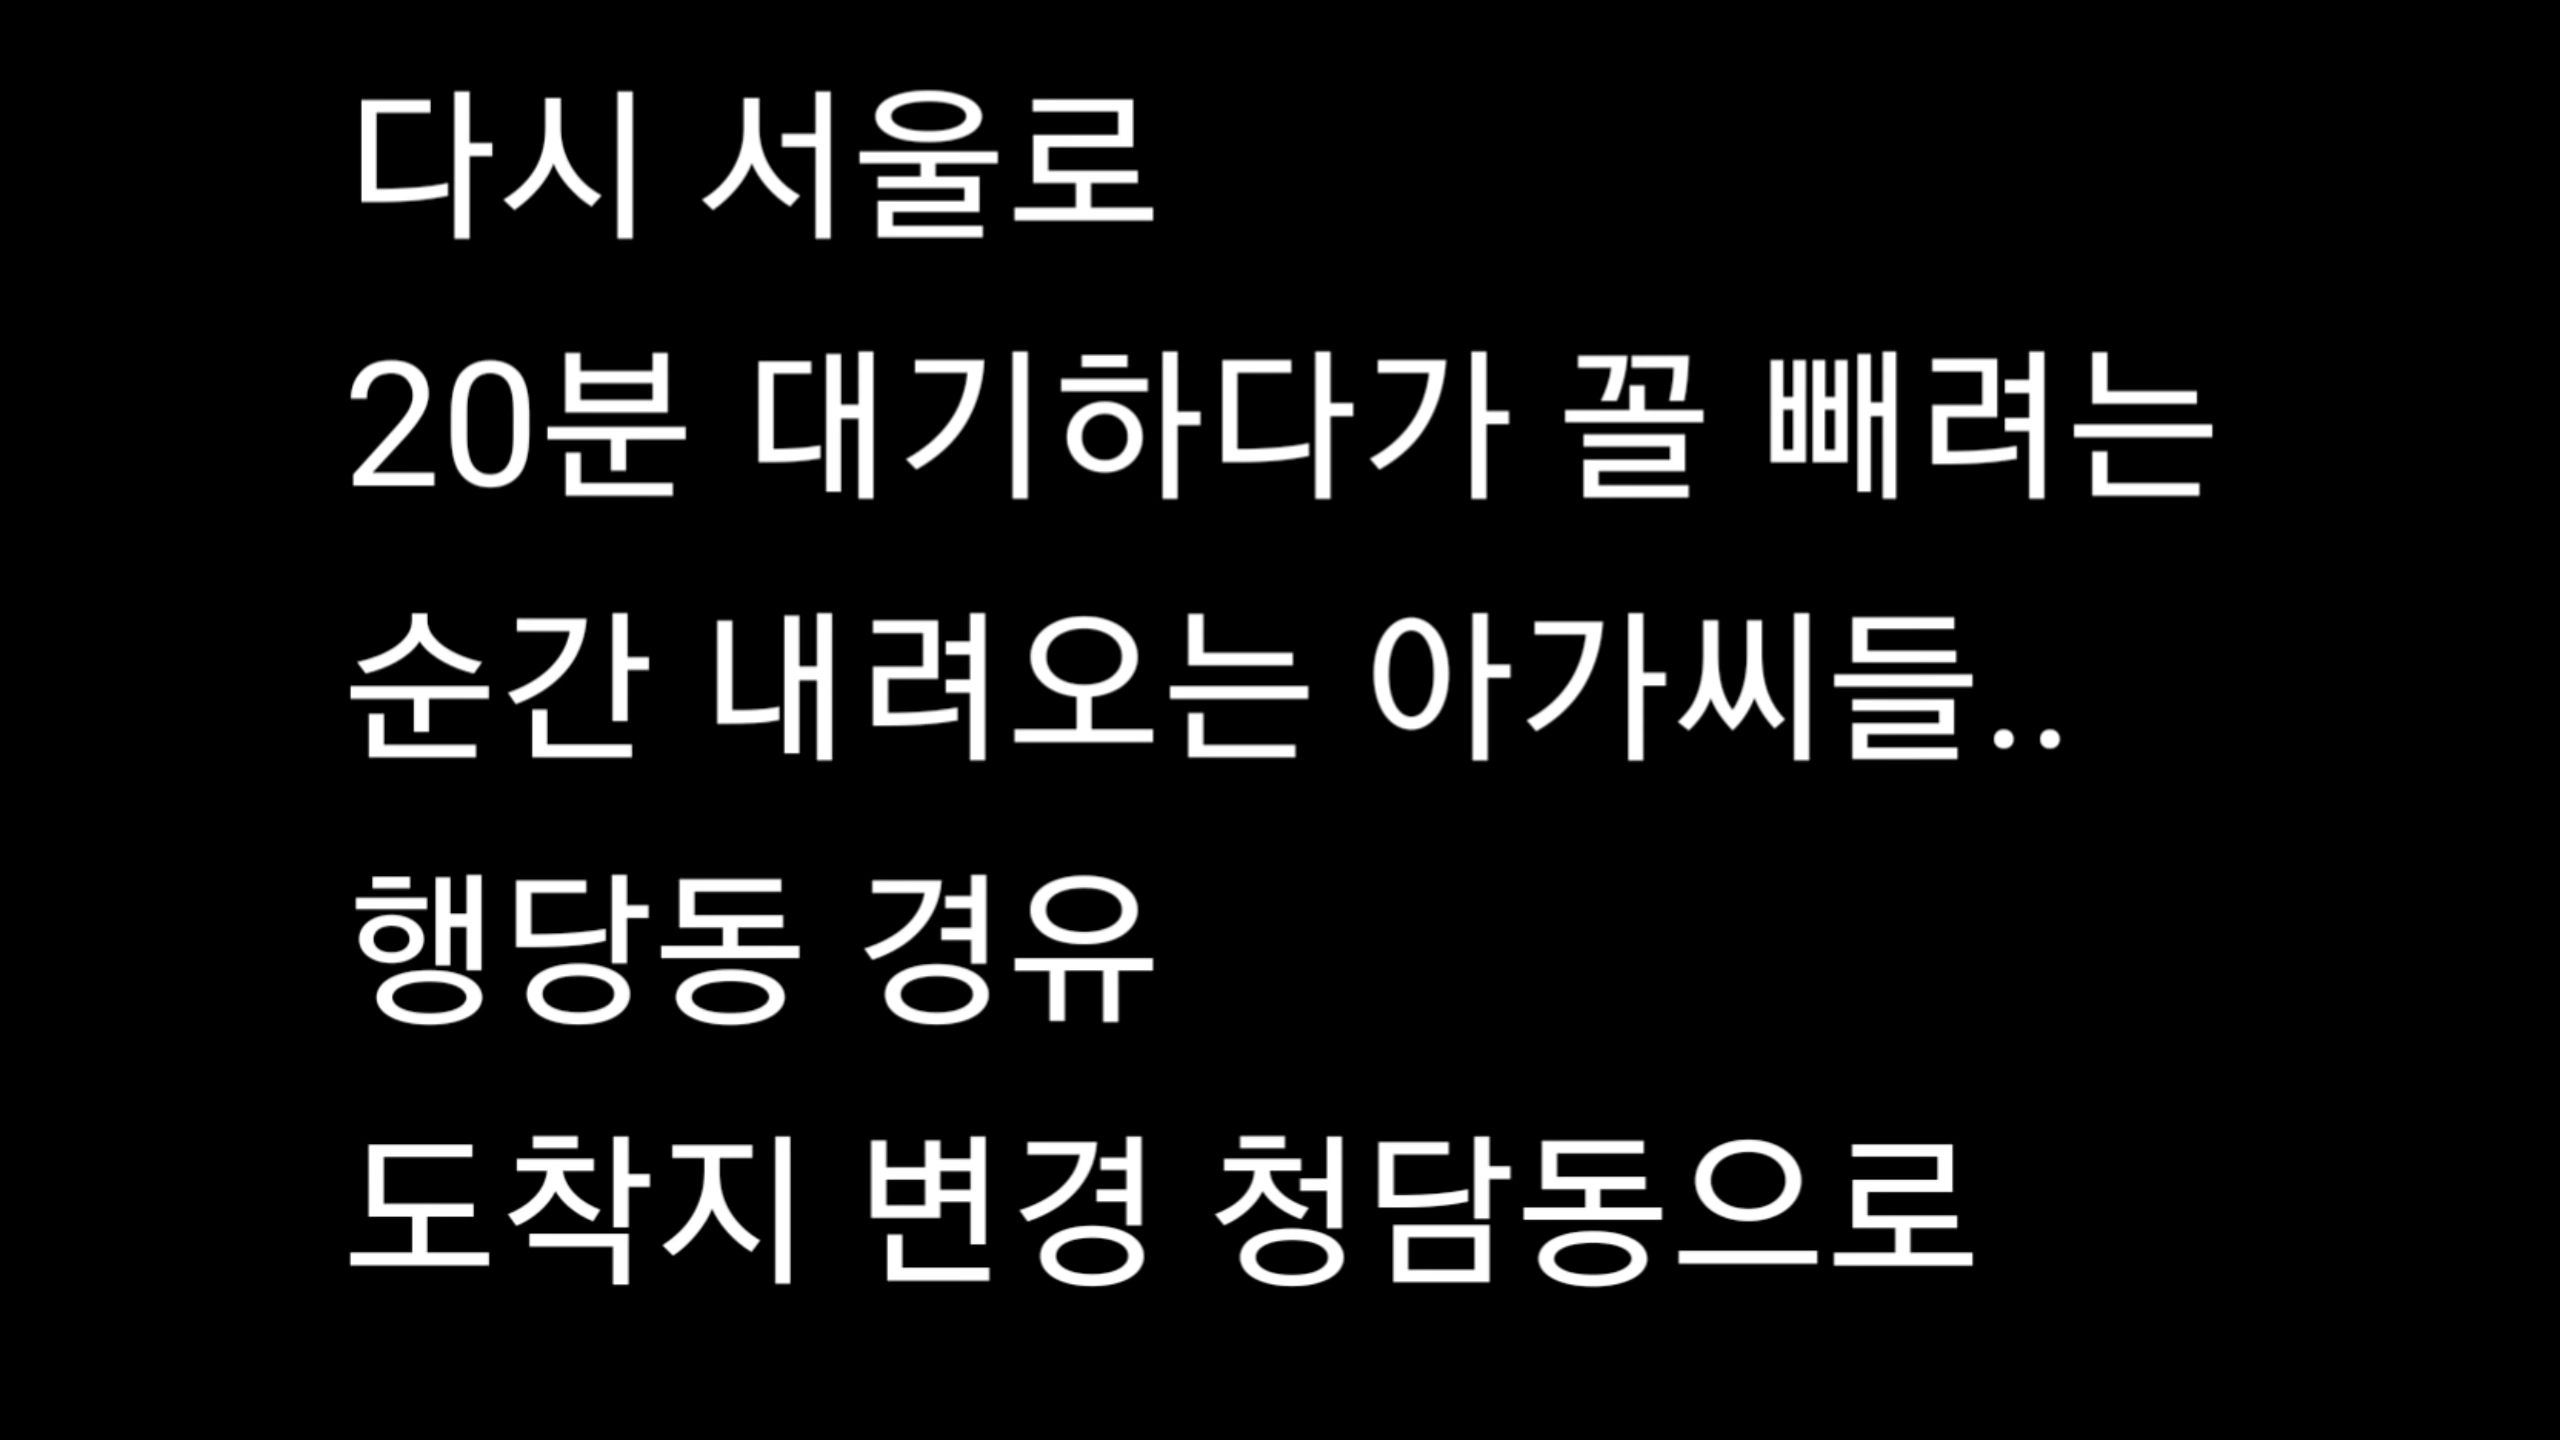 다시 서울로
20분 대기하다가 꼴 빼려는
순간 내려오는 아가씨들..
행당동 경유
도착지 변경 청담동으로